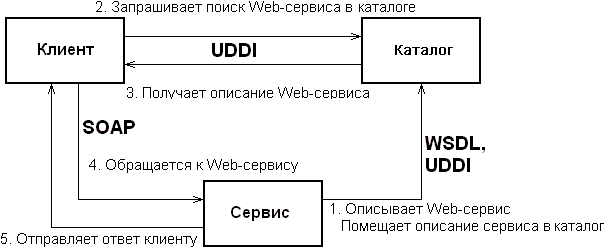 2. Запрашивает поиск Web-сервиса в каталоге
Клиент
UDDI
Каталог
3. Получает описание Web-сервиса
SOAP
WSDL,
UDDI
4. Обращается к Web-сервису
Сервис
1. Описывает Web-сервис
Помещает описание сервиса в каталог
5. Отправляет ответ клиенту